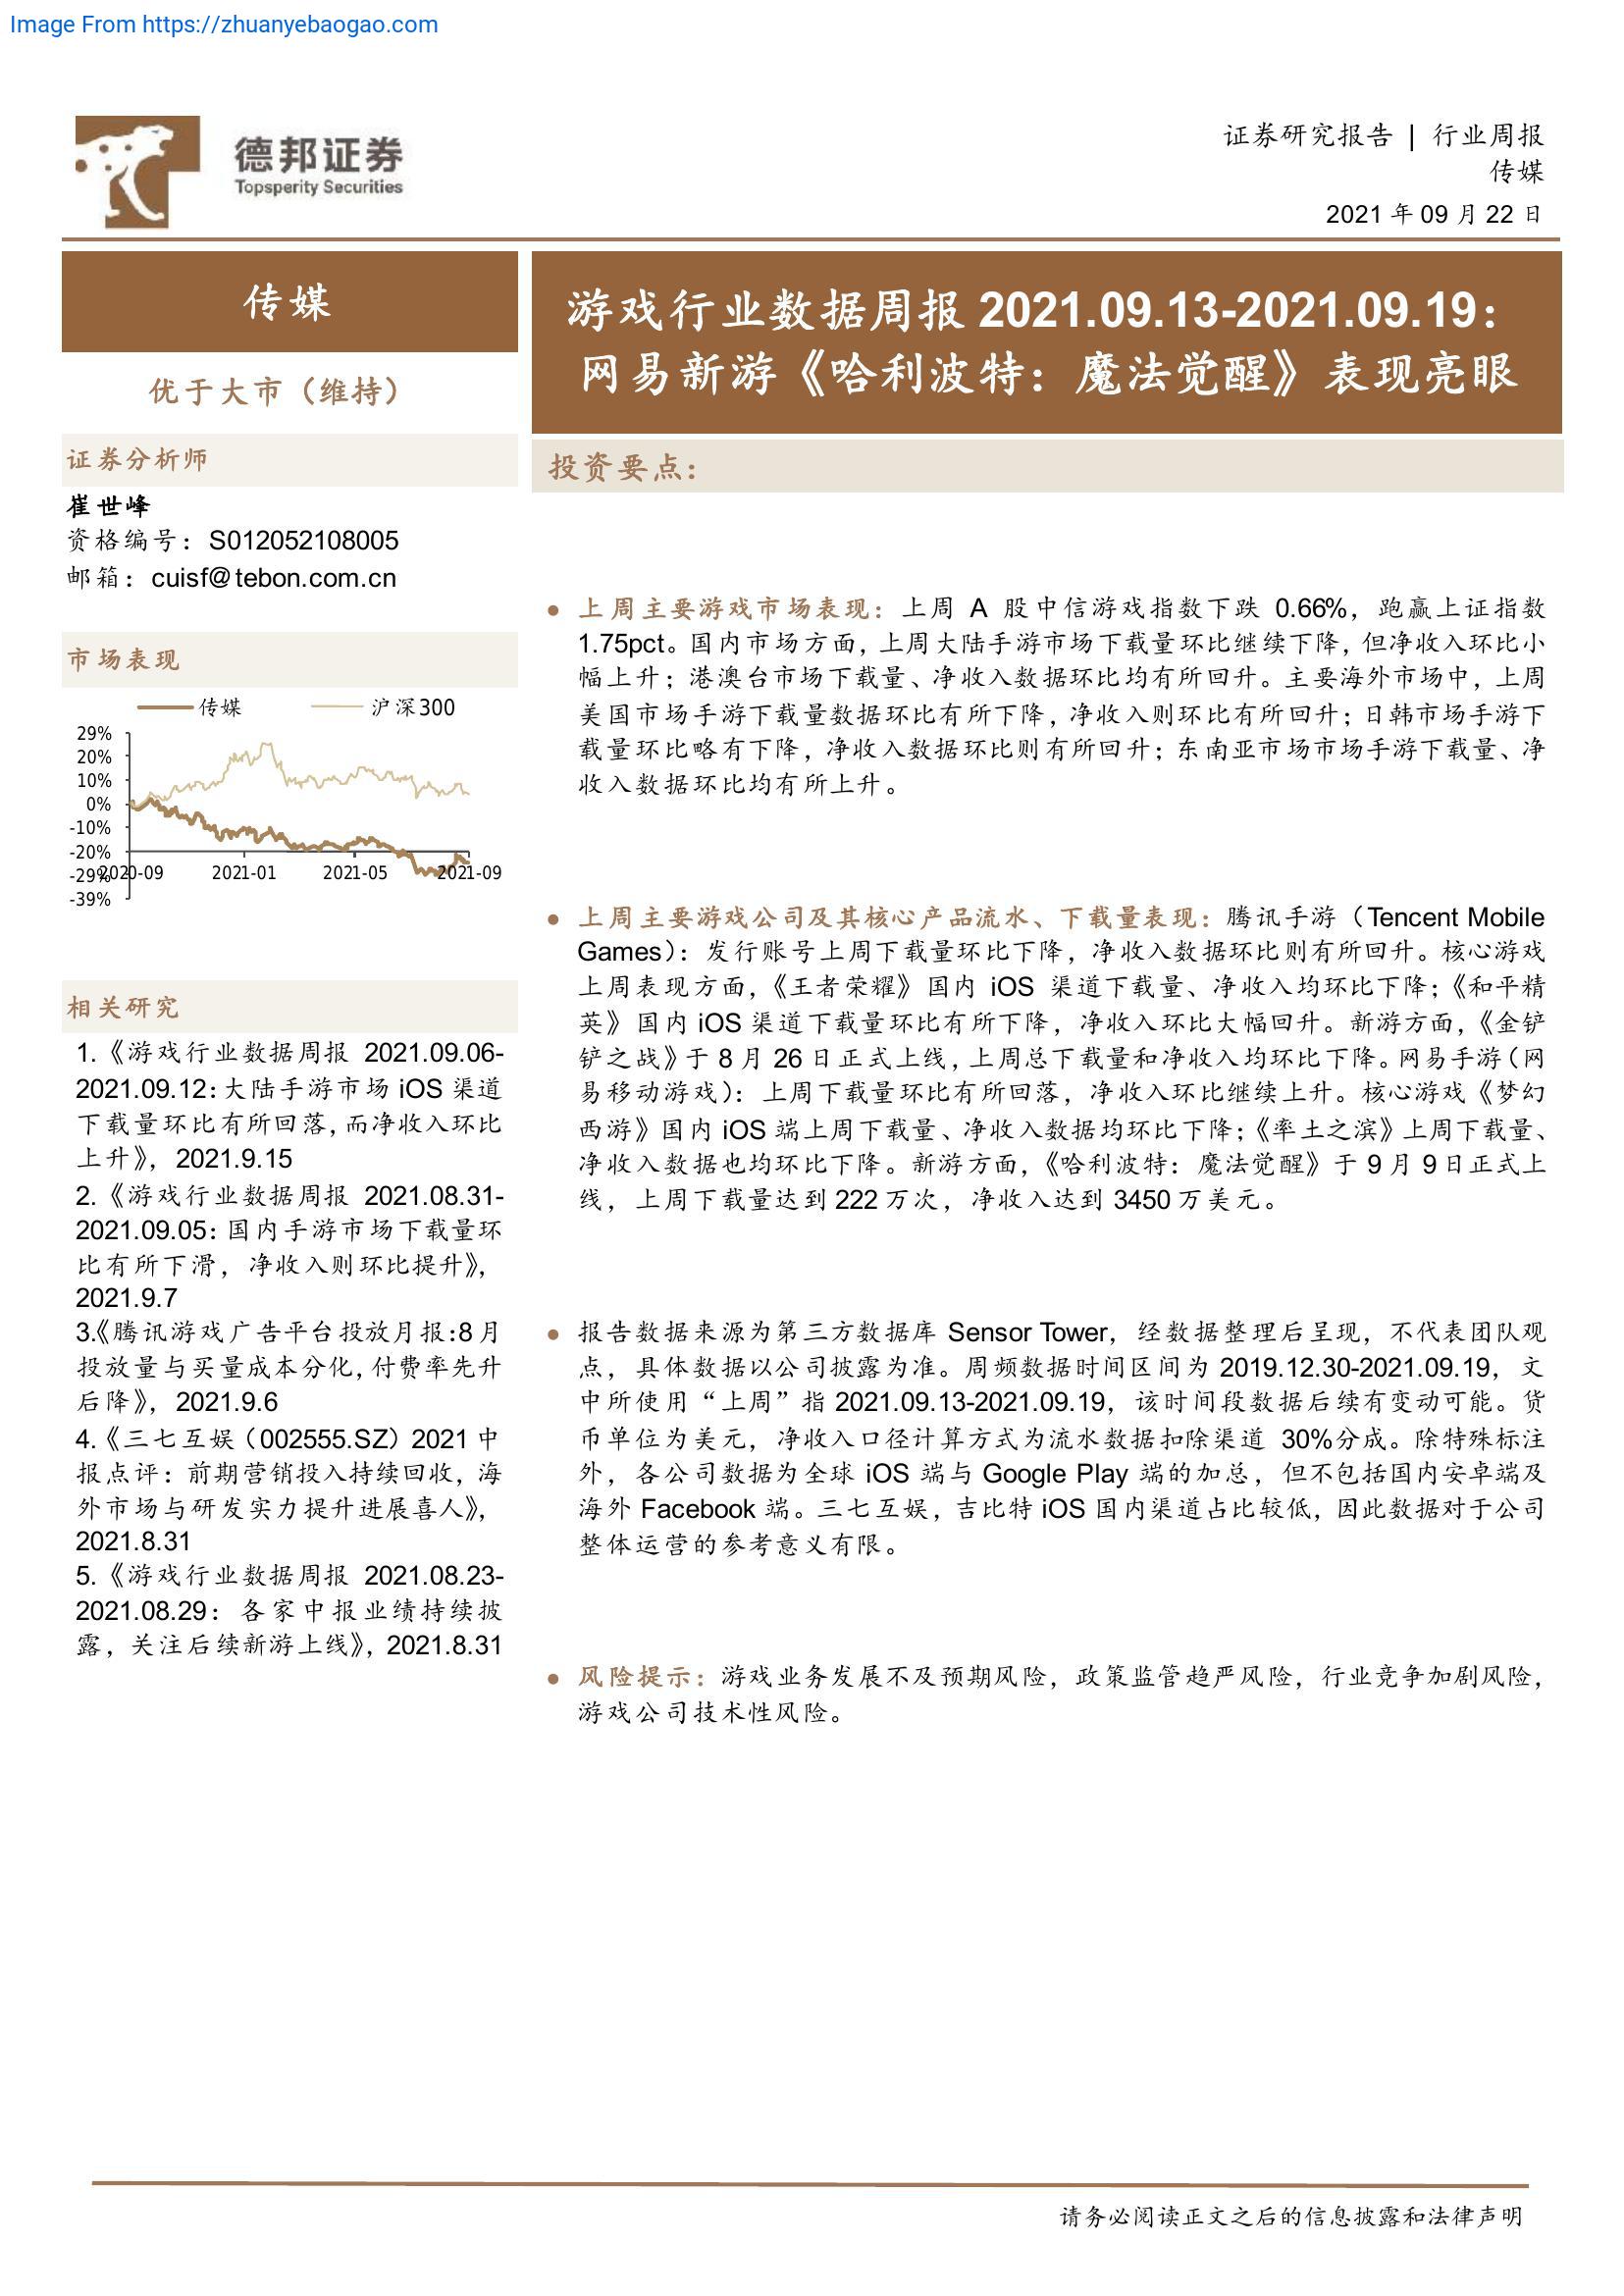 Image From https://zhuanyebaogao.com
德邦证券
Topsperity Securities
证券研究报告 | 行业周报
传媒
2021 年 09 月 22 日
传媒
优于大市（维持）
证券分析师
崔世峰
资格编号：S012052108005
邮箱：cuisf@tebon.com.cn
市场表现
传媒 沪深300
29%
20%
10%
0%
-10%
-20%
-29%
-39%
2020-09 2021-01 2021-05 2021-09
相关研究
1.《游戏行业数据周报 2021.09.06-
2021.09.12：大陆手游市场 iOS 渠道
下载量环比有所回落，而净收入环比
上升》，2021.9.15
2.《游戏行业数据周报 2021.08.31-
2021.09.05：国内手游市场下载量环
比有所下滑，净收入则环比提升》，
2021.9.7
3.《腾讯游戏广告平台投放月报:8 月
投放量与买量成本分化，付费率先升
后降》，2021.9.6
4.《三七互娱（002555.SZ）2021 中
报点评：前期营销投入持续回收，海
外市场与研发实力提升进展喜人》，
2021.8.31
5.《游戏行业数据周报 2021.08.23-
2021.08.29：各家中报业绩持续披
露，关注后续新游上线》，2021.8.31
游戏行业数据周报 2021.09.13-2021.09.19：
网易新游《哈利波特：魔法觉醒》表现亮眼
投资要点：
● 上周主要游戏市场表现：上周 A 股中信游戏指数下跌 0.66%，跑赢上证指数
1.75pct。国内市场方面，上周大陆手游市场下载量环比继续下降，但净收入环比小
幅上升；港澳台市场下载量、净收入数据环比均有所回升。主要海外市场中，上周
美国市场手游下载量数据环比有所下降，净收入则环比有所回升；日韩市场手游下
载量环比略有下降，净收入数据环比则有所回升；东南亚市场市场手游下载量、净
收入数据环比均有所上升。
● 上周主要游戏公司及其核心产品流水、下载量表现：腾讯手游（Tencent Mobile
Games）：发行账号上周下载量环比下降，净收入数据环比则有所回升。核心游戏
上周表现方面，《王者荣耀》国内 iOS 渠道下载量、净收入均环比下降；《和平精
英》国内 iOS 渠道下载量环比有所下降，净收入环比大幅回升。新游方面，《金铲
铲之战》于 8 月 26 日正式上线，上周总下载量和净收入均环比下降。网易手游（网
易移动游戏）：上周下载量环比有所回落，净收入环比继续上升。核心游戏《梦幻
西游》国内 iOS 端上周下载量、净收入数据均环比下降；《率土之滨》上周下载量、
净收入数据也均环比下降。新游方面，《哈利波特：魔法觉醒》于 9 月 9 日正式上
线，上周下载量达到 222 万次，净收入达到 3450 万美元。
● 报告数据来源为第三方数据库 Sensor Tower，经数据整理后呈现，不代表团队观
点，具体数据以公司披露为准。周频数据时间区间为 2019.12.30-2021.09.19，文
中所使用“上周”指 2021.09.13-2021.09.19，该时间段数据后续有变动可能。货
币单位为美元，净收入口径计算方式为流水数据扣除渠道 30%分成。除特殊标注
外，各公司数据为全球 iOS 端与 Google Play 端的加总，但不包括国内安卓端及
海外 Facebook 端。三七互娱，吉比特 iOS 国内渠道占比较低，因此数据对于公司
整体运营的参考意义有限。
● 风险提示：游戏业务发展不及预期风险，政策监管趋严风险，行业竞争加剧风险，
游戏公司技术性风险。
请务必阅读正文之后的信息披露和法律声明